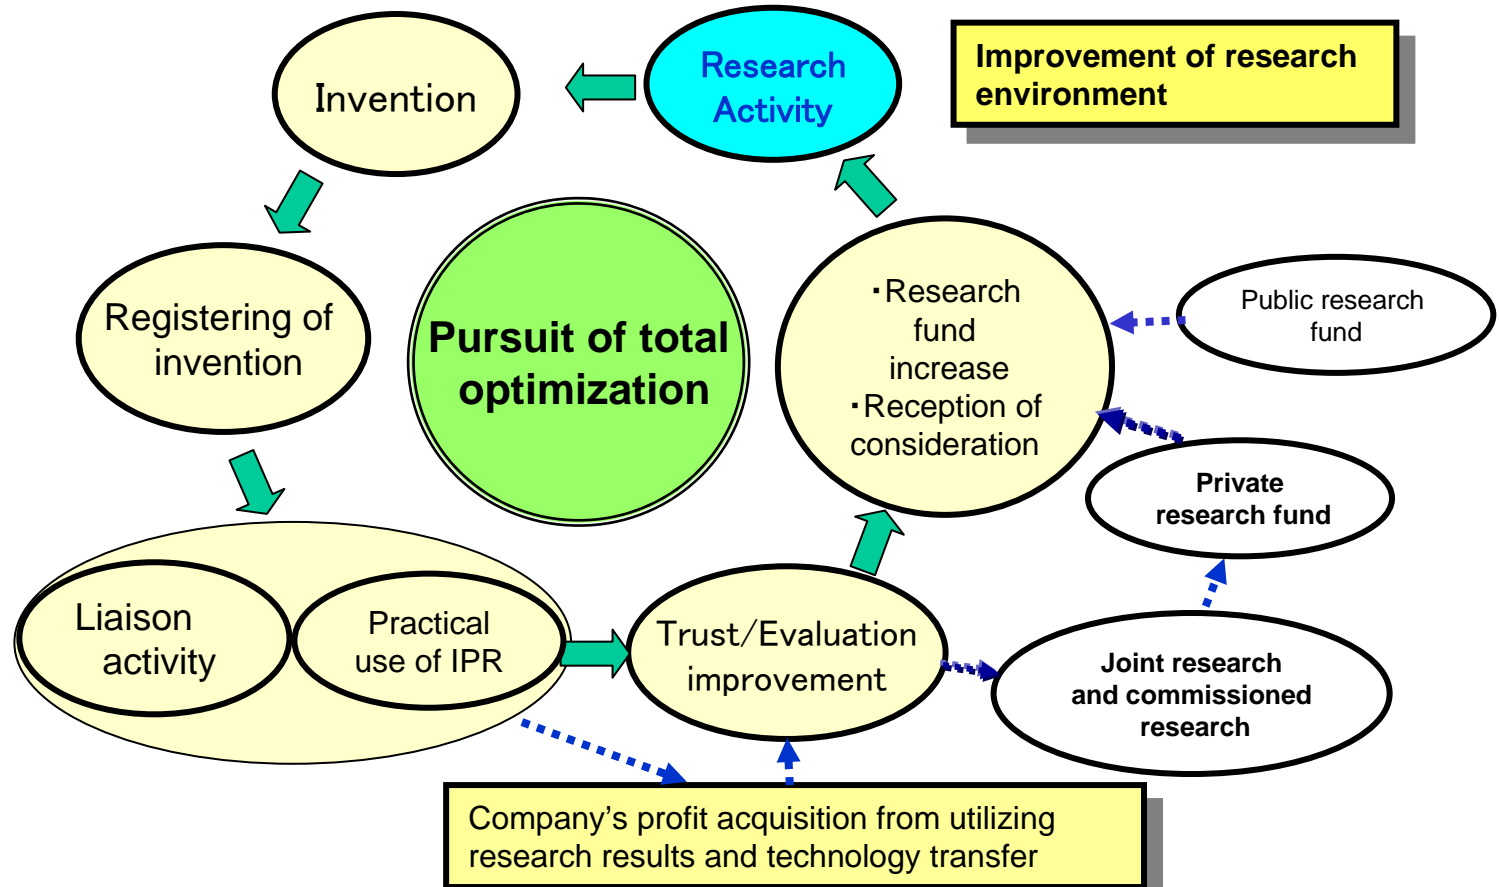 Invention
Research
Activity
Improvement of research
environment
Registering of
invention
Pursuit of total
optimization
・Research
fund
increase
・Reception of
consideration
Public research
fund
Private
research fund
Liaison
activity
Practical
use of IPR
Trust/Evaluation
improvement
Joint research
and commissioned
research
Company’s profit acquisition from utilizing
research results and technology transfer